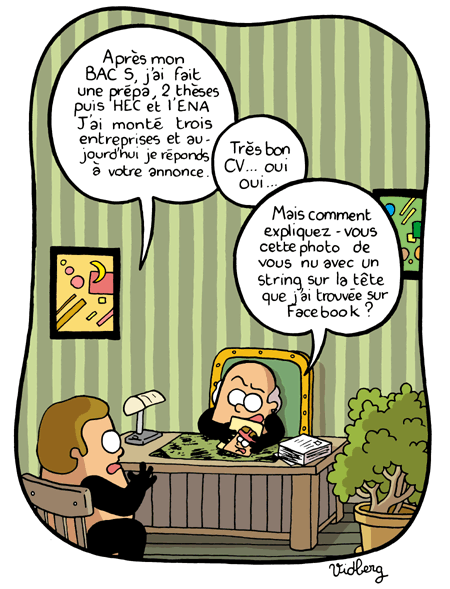 Après mon
BAC S, j'ai fait
une prépa, 2 thèses
puis HEC et l'ENA
J'ai monté trois
entreprises et au-
jourd'hui je réponds
à votre annonce.
Très bon
CV... oui
oui...
Mais comment
expliquez-vous
cette photo de
vous nu avec un
string sur la tête
que j'ai trouvée sur
Facebook ?
Vidberg